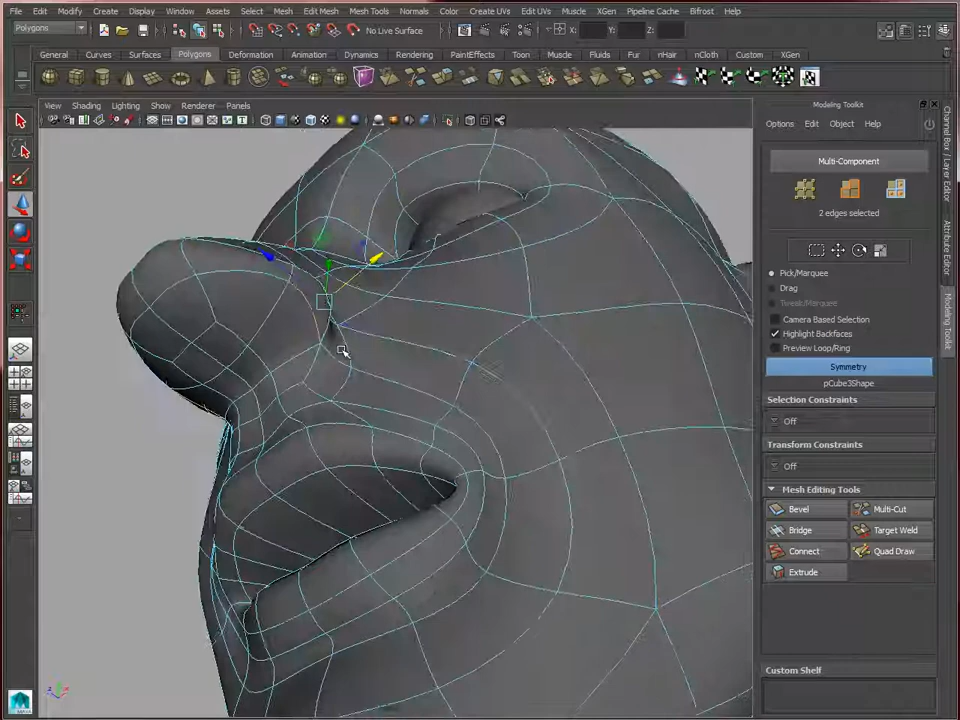 File Edit Modify Create Display Window Assets Select Mesh Edit Mesh Mesh Tools Normals Color Create UVs Edit UVs Muscle XGen Pipeline Cache Bifrost Help
Polygons No Live Surface X: Y: Z:
General Curves Surfaces Polygons Deformation Animation Dynamics Rendering PaintEffects Toon Muscle Fluids Fur nHair nCloth Custom XGen
View Shading Lighting Show Renderer Panels
Modeling Toolkit
Options Edit Object Help
Multi-Component
2 edges selected
Pick/Marquee
Drag
Tweak/Marquee
Camera Based Selection
Highlight Backfaces
Preview Loop/Ring
Symmetry
pCube3Shape
Selection Constraints
Off
Transform Constraints
Off
Mesh Editing Tools
Bevel Multi-Cut
Bridge Target Weld
Connect Quad Draw
Extrude
Custom Shelf
Channel Box / Layer Editor
Attribute Editor
Modeling Toolkit